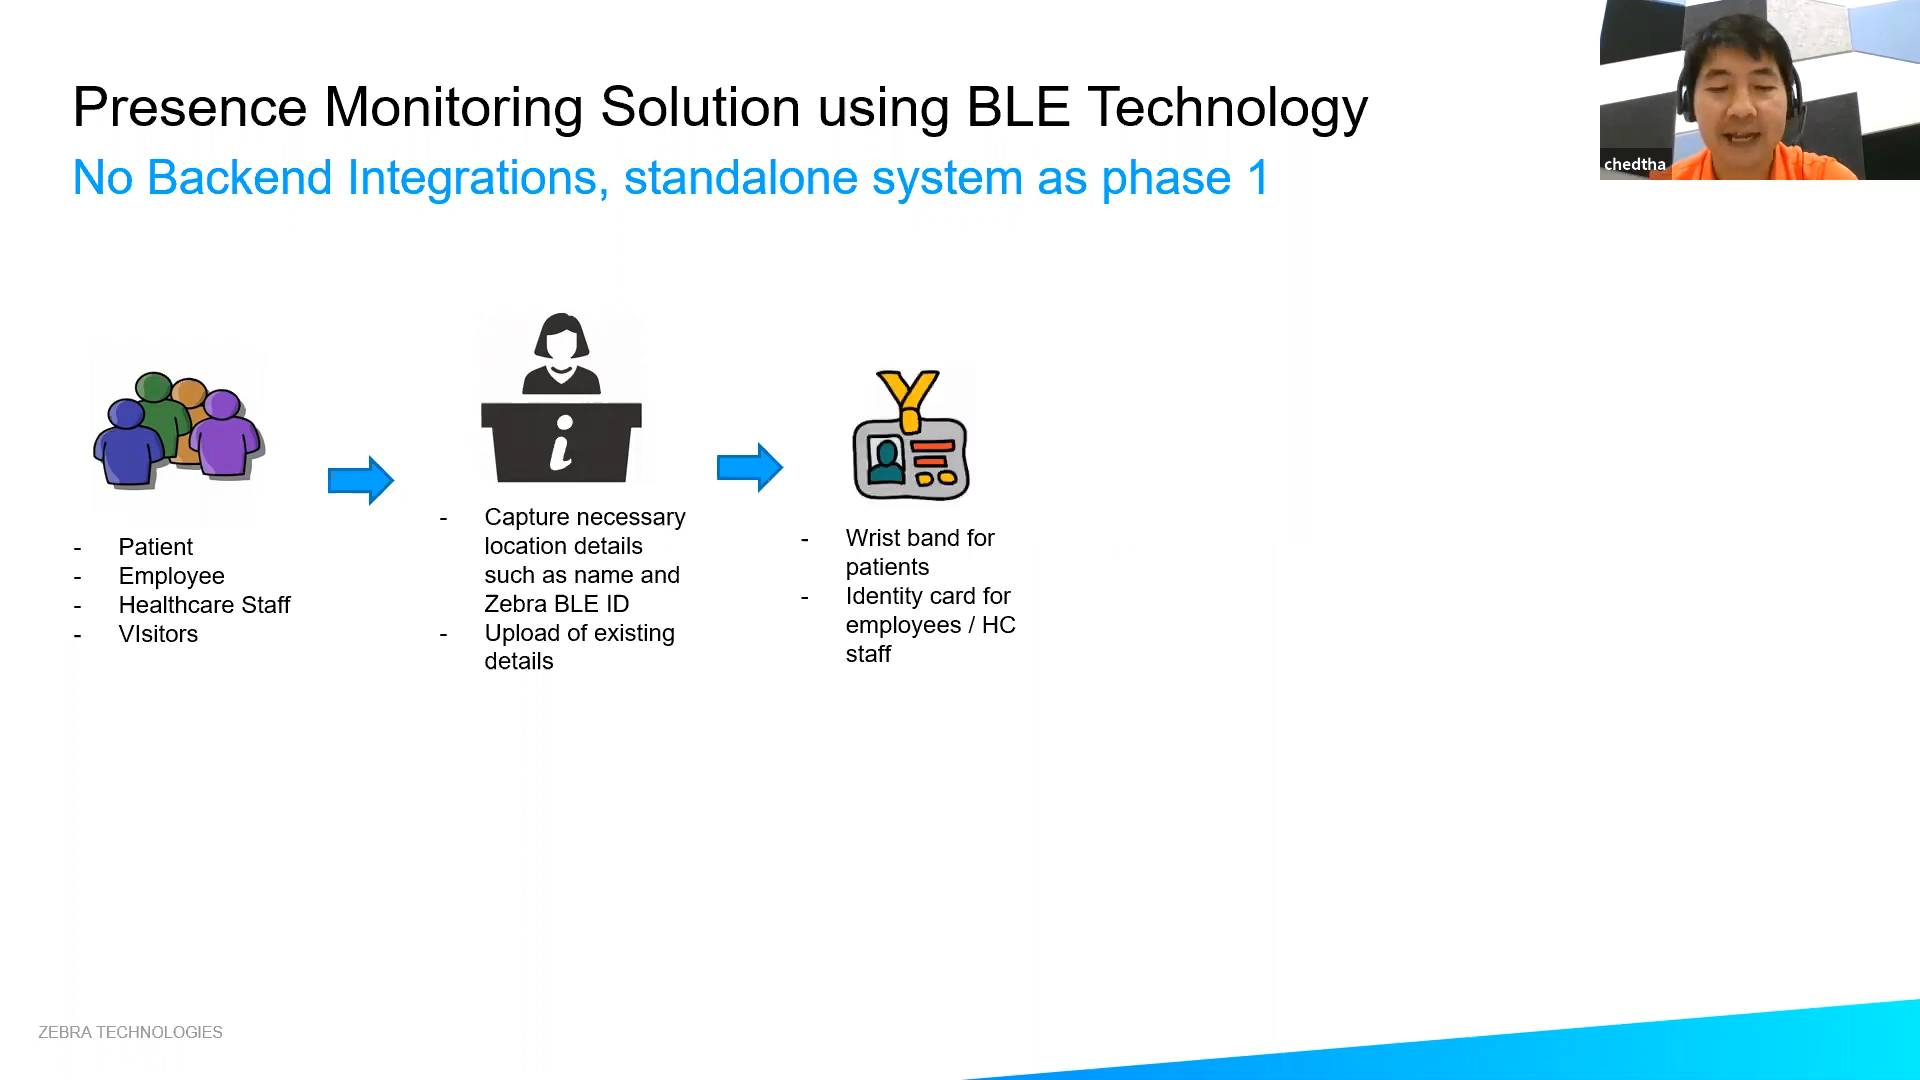 Presence Monitoring Solution using BLE Technology
No Backend Integrations, standalone system as phase 1
chedtha
- Patient
- Employee
- Healthcare Staff
- VIsitors
i
- Capture necessary
location details
such as name and
Zebra BLE ID
- Upload of existing
details
- Wrist band for
patients
- Identity card for
employees / HC
staff
ZEBRA TECHNOLOGIES